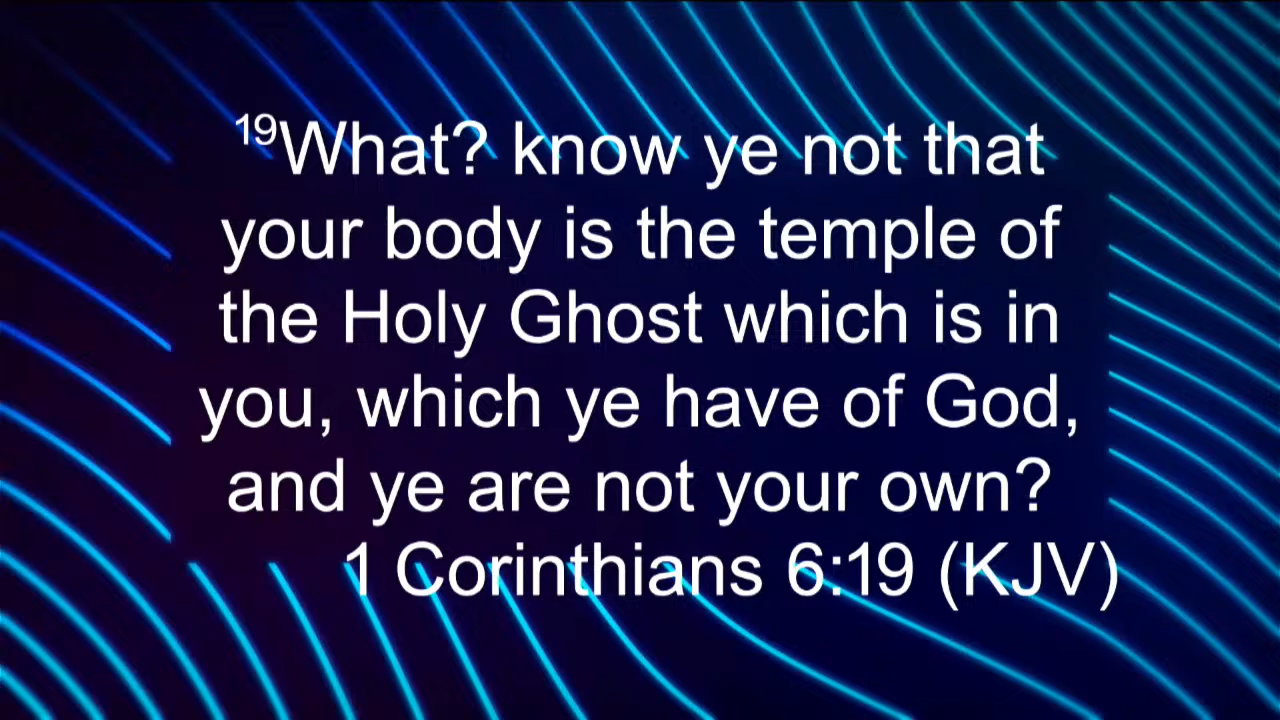 ¹⁹What? know ye not that
your body is the temple of
the Holy Ghost which is in
you, which ye have of God,
and ye are not your own?
1 Corinthians 6:19 (KJV)